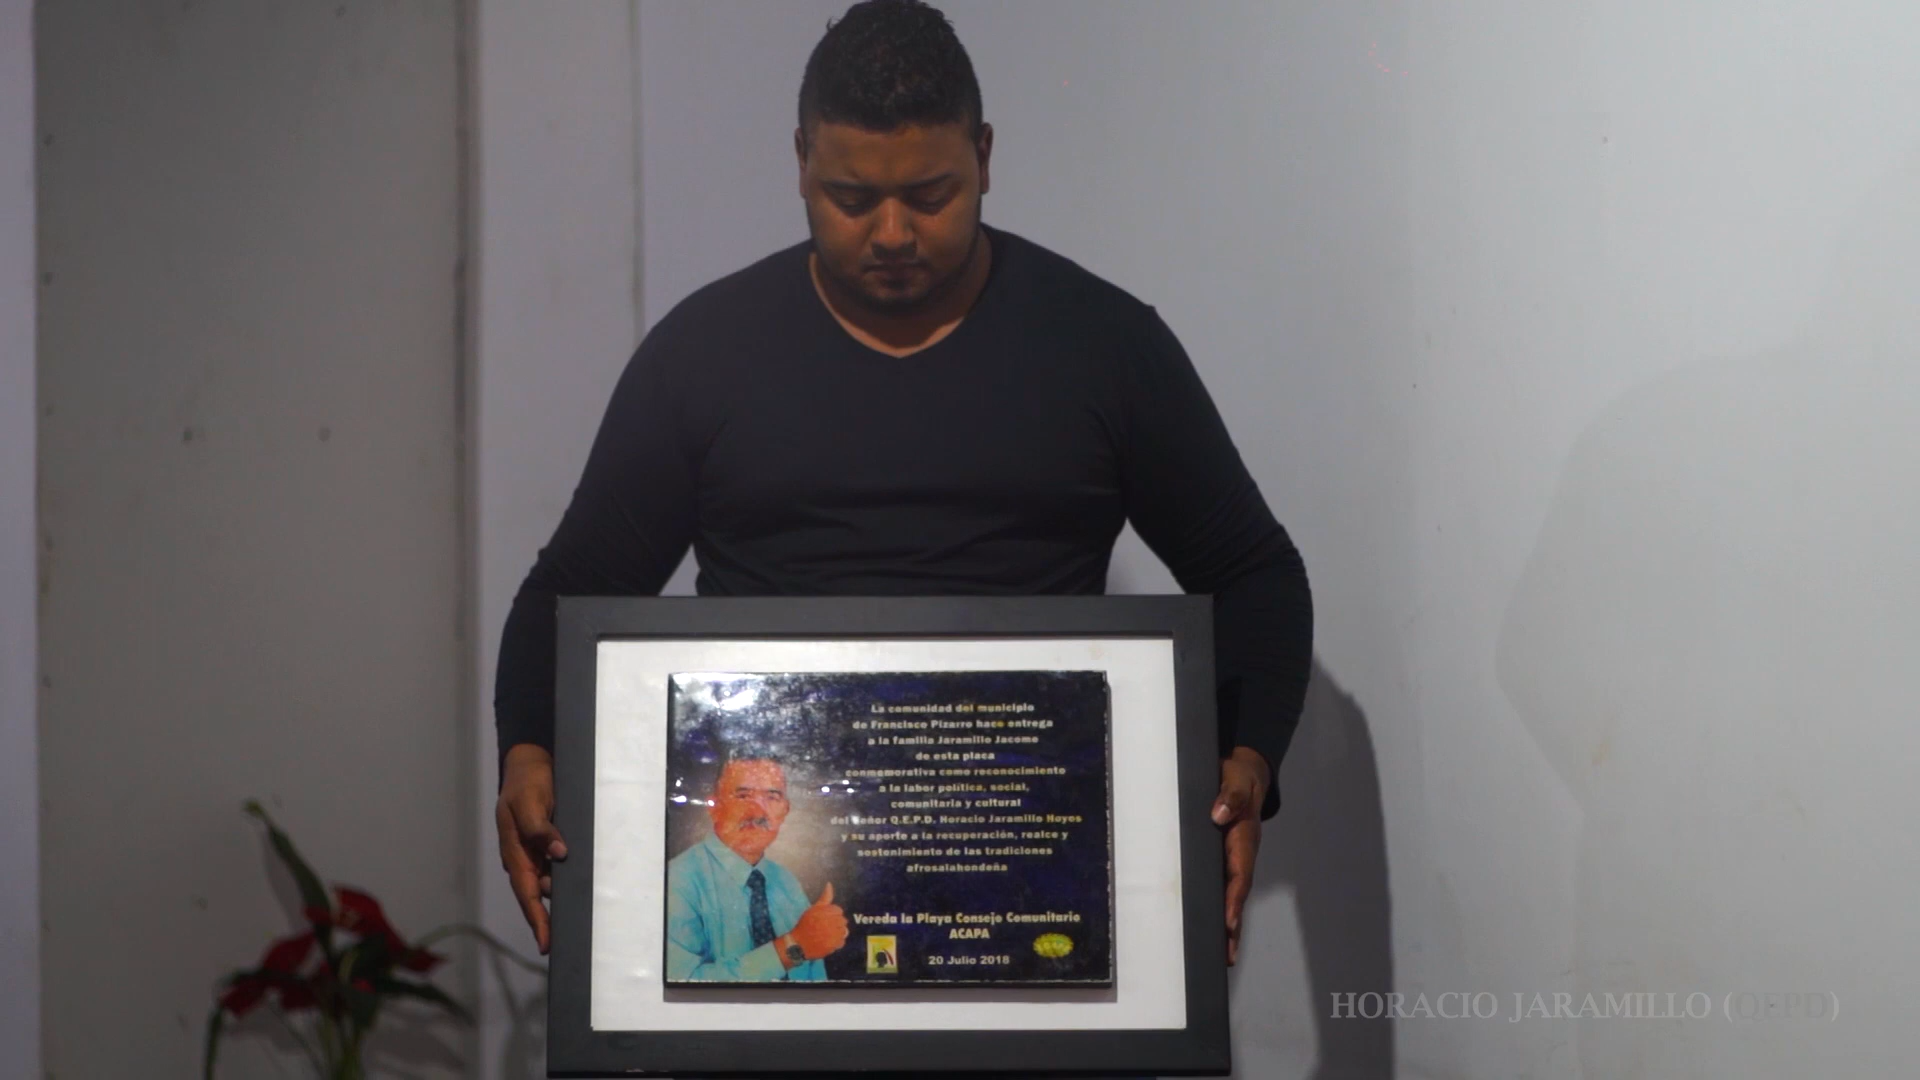 La comunidad del municipio
de Francisco Pizarro hace entrega
a la familia Jaramillo Jacome
de esta placa
conmemorativa como reconocimiento
a la labor política, social,
comunitaria y cultural
del Señor Q.E.P.D. Horacio Jaramillo Hoyos
y su aporte a la recuperación, realce y
sostenimiento de las tradiciones
afrosalahondeña
Vereda la Playa Consejo Comunitario
ACAPA
20 Julio 2018
HORACIO JARAMILLO (QEPD)